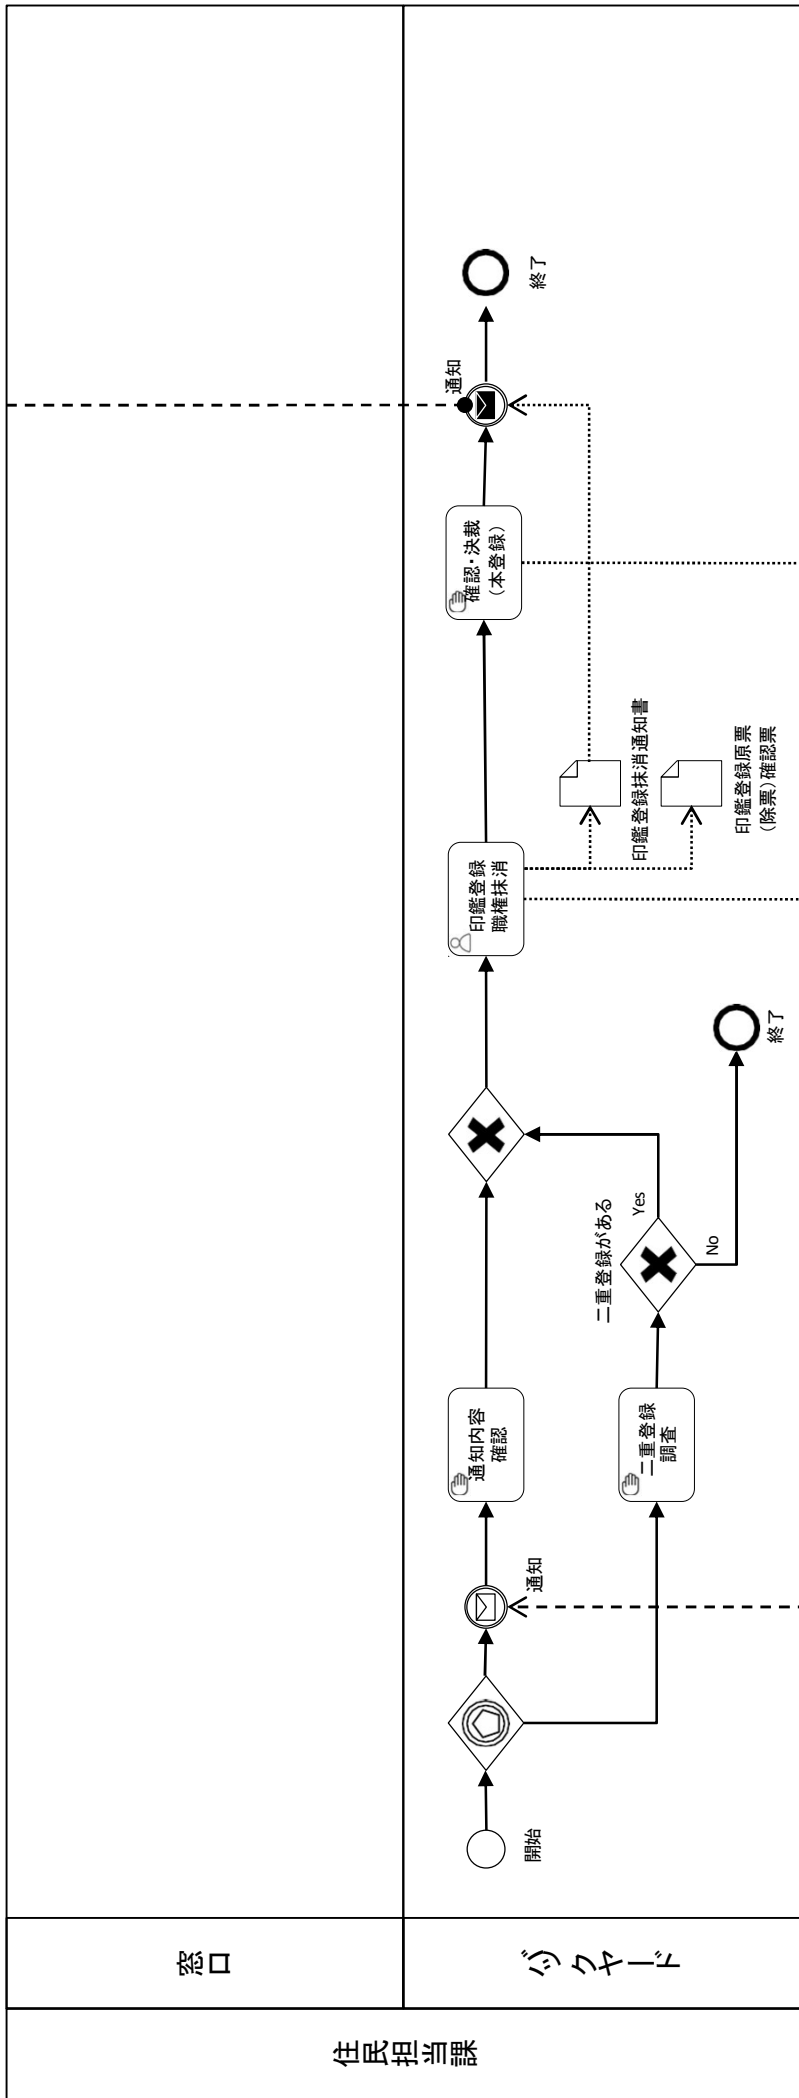 住民担当課
窓口
バックヤード
開始
通知
通知内容
確認
二重登録
調査
二重登録がある
Yes
No
終了
印鑑登録
職権抹消
印鑑登録抹消通知書
印鑑登録原票
(除票)確認票
確認・決裁
(本登録)
通知
終了